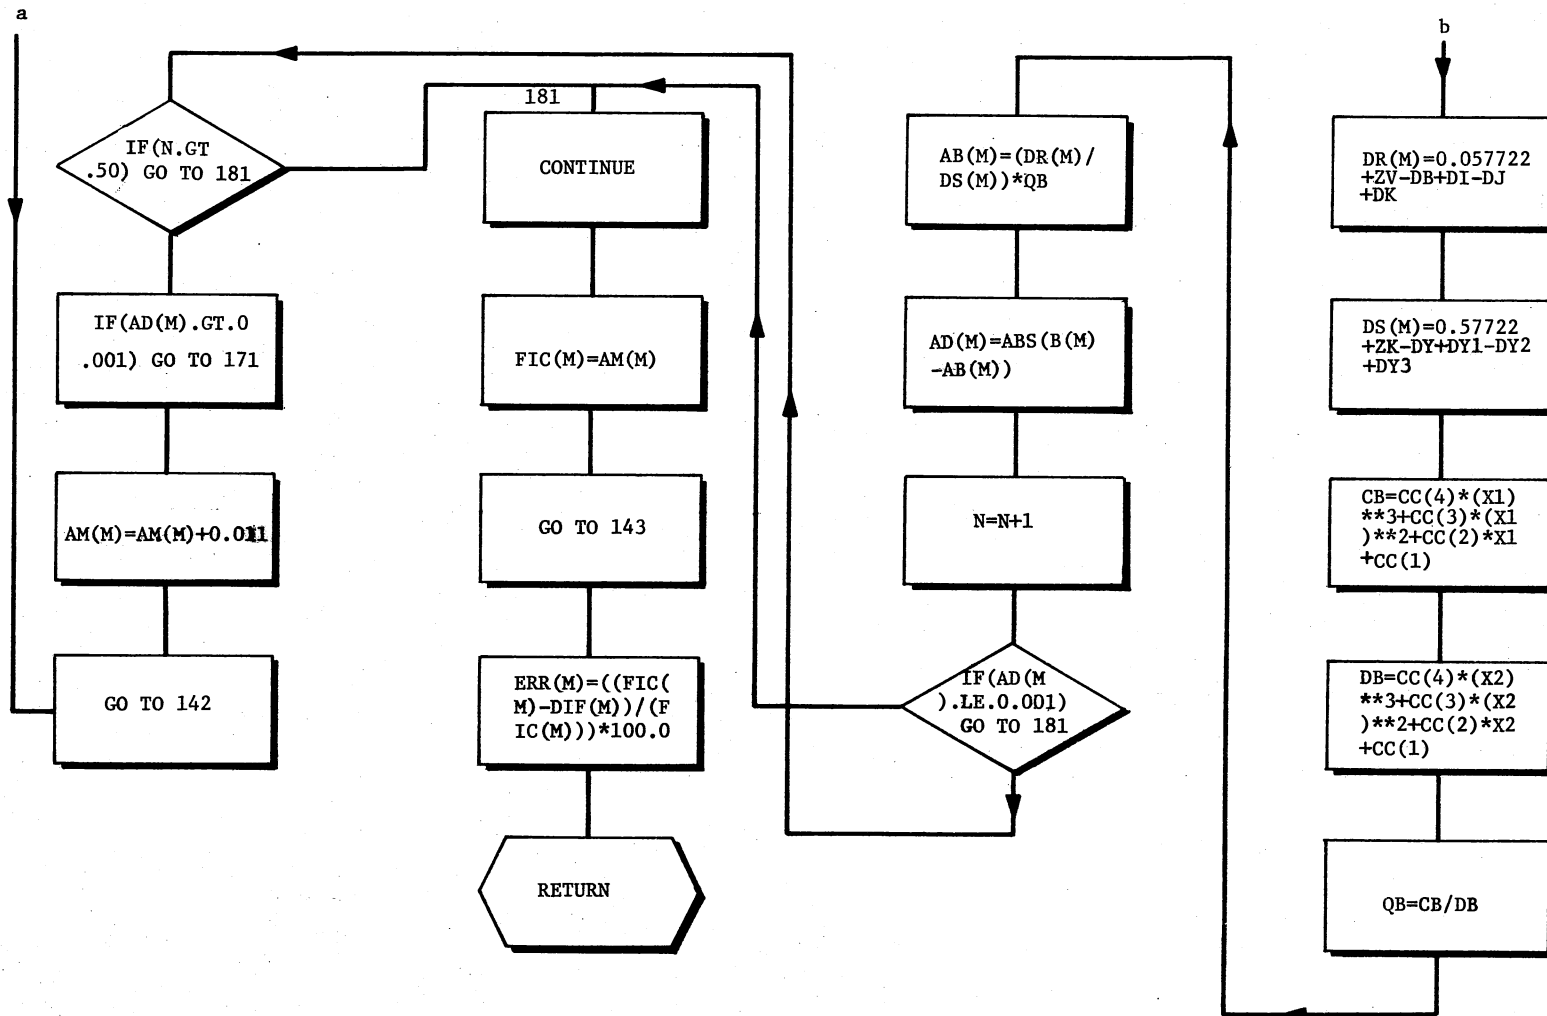 a
IF(N.GT
.50) GO TO 181
IF(AD(M).GT.0
.001) GO TO 171
AM(M)=AM(M)+0.011
GO TO 142
181
CONTINUE
FIC(M)=AM(M)
GO TO 143
ERR(M)=((FIC(
M)-DIF(M))/(F
IC(M)))*100.0
RETURN
AB(M)=(DR(M)/
DS(M))*QB
AD(M)=ABS(B(M)
-AB(M))
N=N+1
IF(AD(M
).LE.0.001)
GO TO 181
b
DR(M)=0.057722
+ZV-DB+DI-DJ
+DK
DS(M)=0.57722
+ZK-DY+DY1-DY2
+DY3
CB=CC(4)*(X1)
**3+CC(3)*(X1
)**2+CC(2)*X1
+CC(1)
DB=CC(4)*(X2)
**3+CC(3)*(X2
)**2+CC(2)*X2
+CC(1)
QB=CB/DB